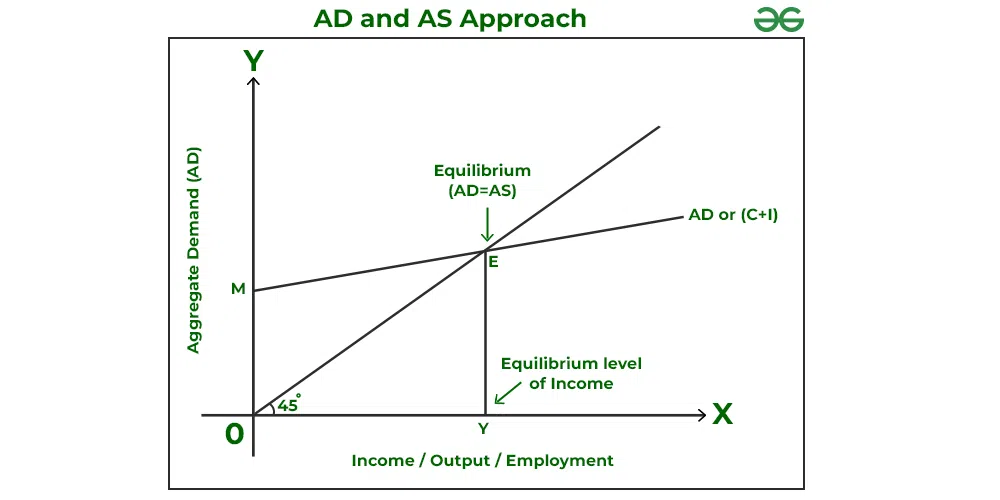 AD and AS Approach
Y
Aggregate Demand (AD)
Equilibrium
(AD=AS)
AD or (C+I)
E
M
Equilibrium level
of Income
45°
X
0
Y
Income / Output / Employment